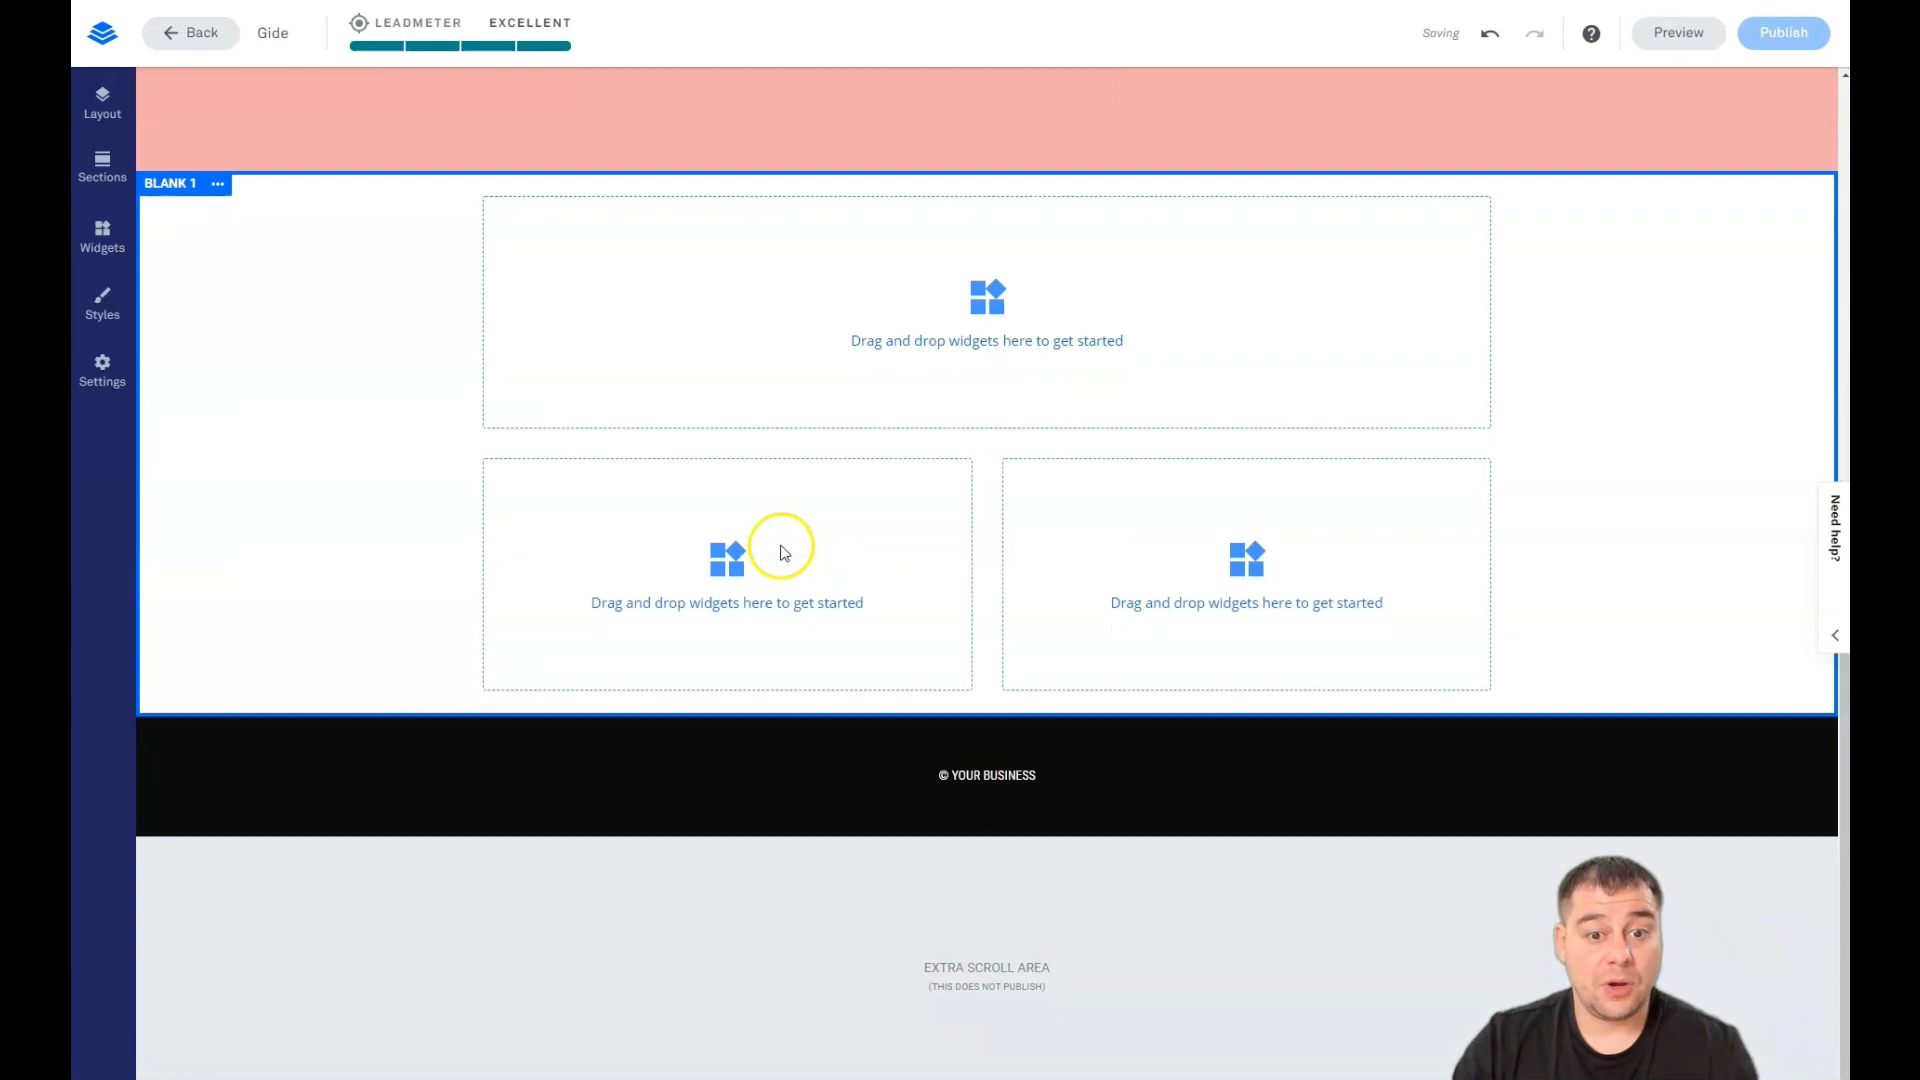 Back
Gide
LEADMETER EXCELLENT
Saving
Preview
Publish
Layout
Sections
Widgets
Styles
Settings
BLANK 1 ...
Drag and drop widgets here to get started
Drag and drop widgets here to get started
Drag and drop widgets here to get started
Need help?
© YOUR BUSINESS
EXTRA SCROLL AREA
(THIS DOES NOT PUBLISH)